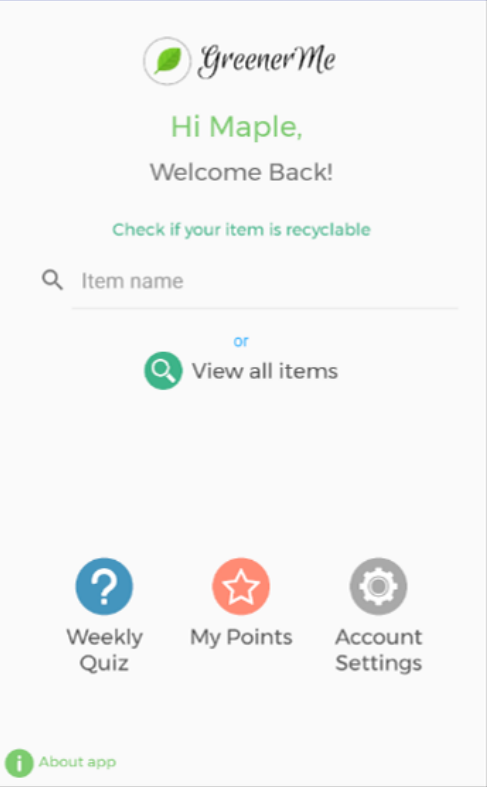 GreenerMe
Hi Maple,
Welcome Back!
Check if your item is recyclable
Item name
or
View all items
?
Weekly
Quiz
My Points
Account
Settings
i About app